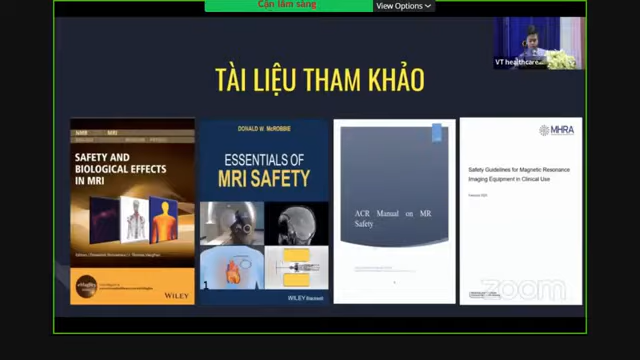 Cận lâm sàng
View Options
VT healthcare...
TÀI LIỆU THAM KHẢO
SAFETY AND
BIOLOGICAL EFFECTS
IN MRI
WILEY
DONALD W. McROBBIE
ESSENTIALS OF
MRI SAFETY
WILEY Blackwell
ACR Manual on MR
Safety
MHRA
Safety Guidelines for Magnetic Resonance
Imaging Equipment in Clinical Use
zoom